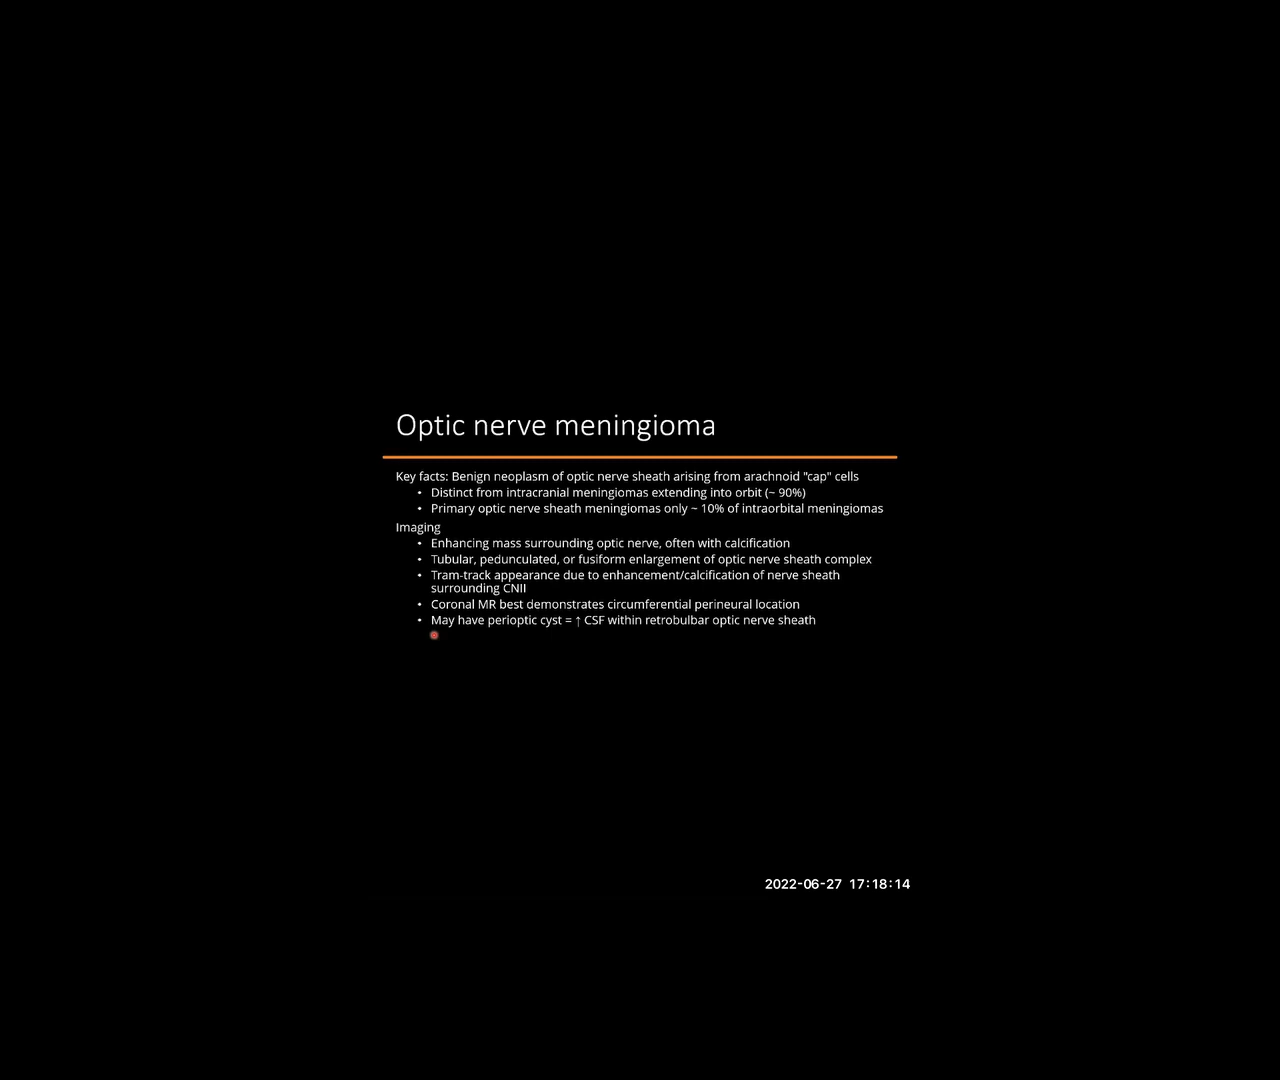 Optic nerve meningioma
Key facts: Benign neoplasm of optic nerve sheath arising from arachnoid "cap" cells
• Distinct from intracranial meningiomas extending into orbit (~ 90%)
• Primary optic nerve sheath meningiomas only ~ 10% of intraorbital meningiomas
Imaging
• Enhancing mass surrounding optic nerve, often with calcification
• Tubular, pedunculated, or fusiform enlargement of optic nerve sheath complex
• Tram-track appearance due to enhancement/calcification of nerve sheath
surrounding CNII
• Coronal MR best demonstrates circumferential perineural location
• May have perioptic cyst = ↑ CSF within retrobulbar optic nerve sheath
2022-06-27 17:18:14